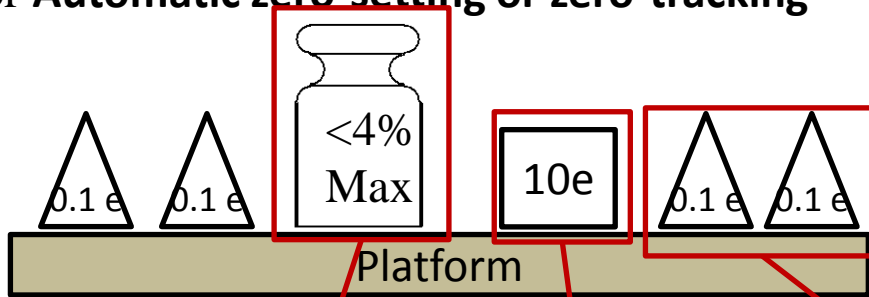 Automatic zero-setting or zero-tracking
0.1 e 0.1 e <4% Max 10e 0.1 e 0.1 e
Platform